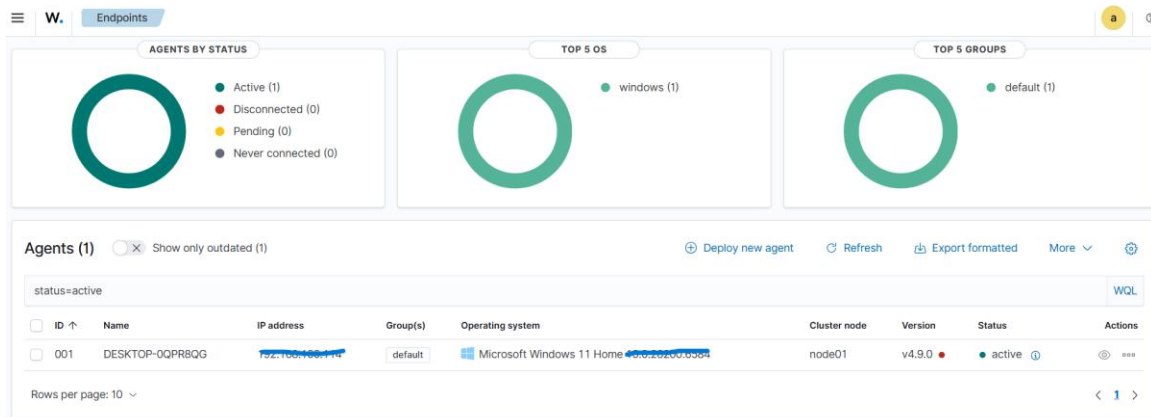 W. Endpoints a
AGENTS BY STATUS
Active (1)
Disconnected (0)
Pending (0)
Never connected (0)
TOP 5 OS
windows (1)
TOP 5 GROUPS
default (1)
Agents (1) Show only outdated (1) Deploy new agent Refresh Export formatted More
status=active WQL
ID Name IP address Group(s) Operating system Cluster node Version Status Actions
001 DESKTOP-0QPR8QG default Microsoft Windows 11 Home node01 v4.9.0 active
Rows per page: 10 1